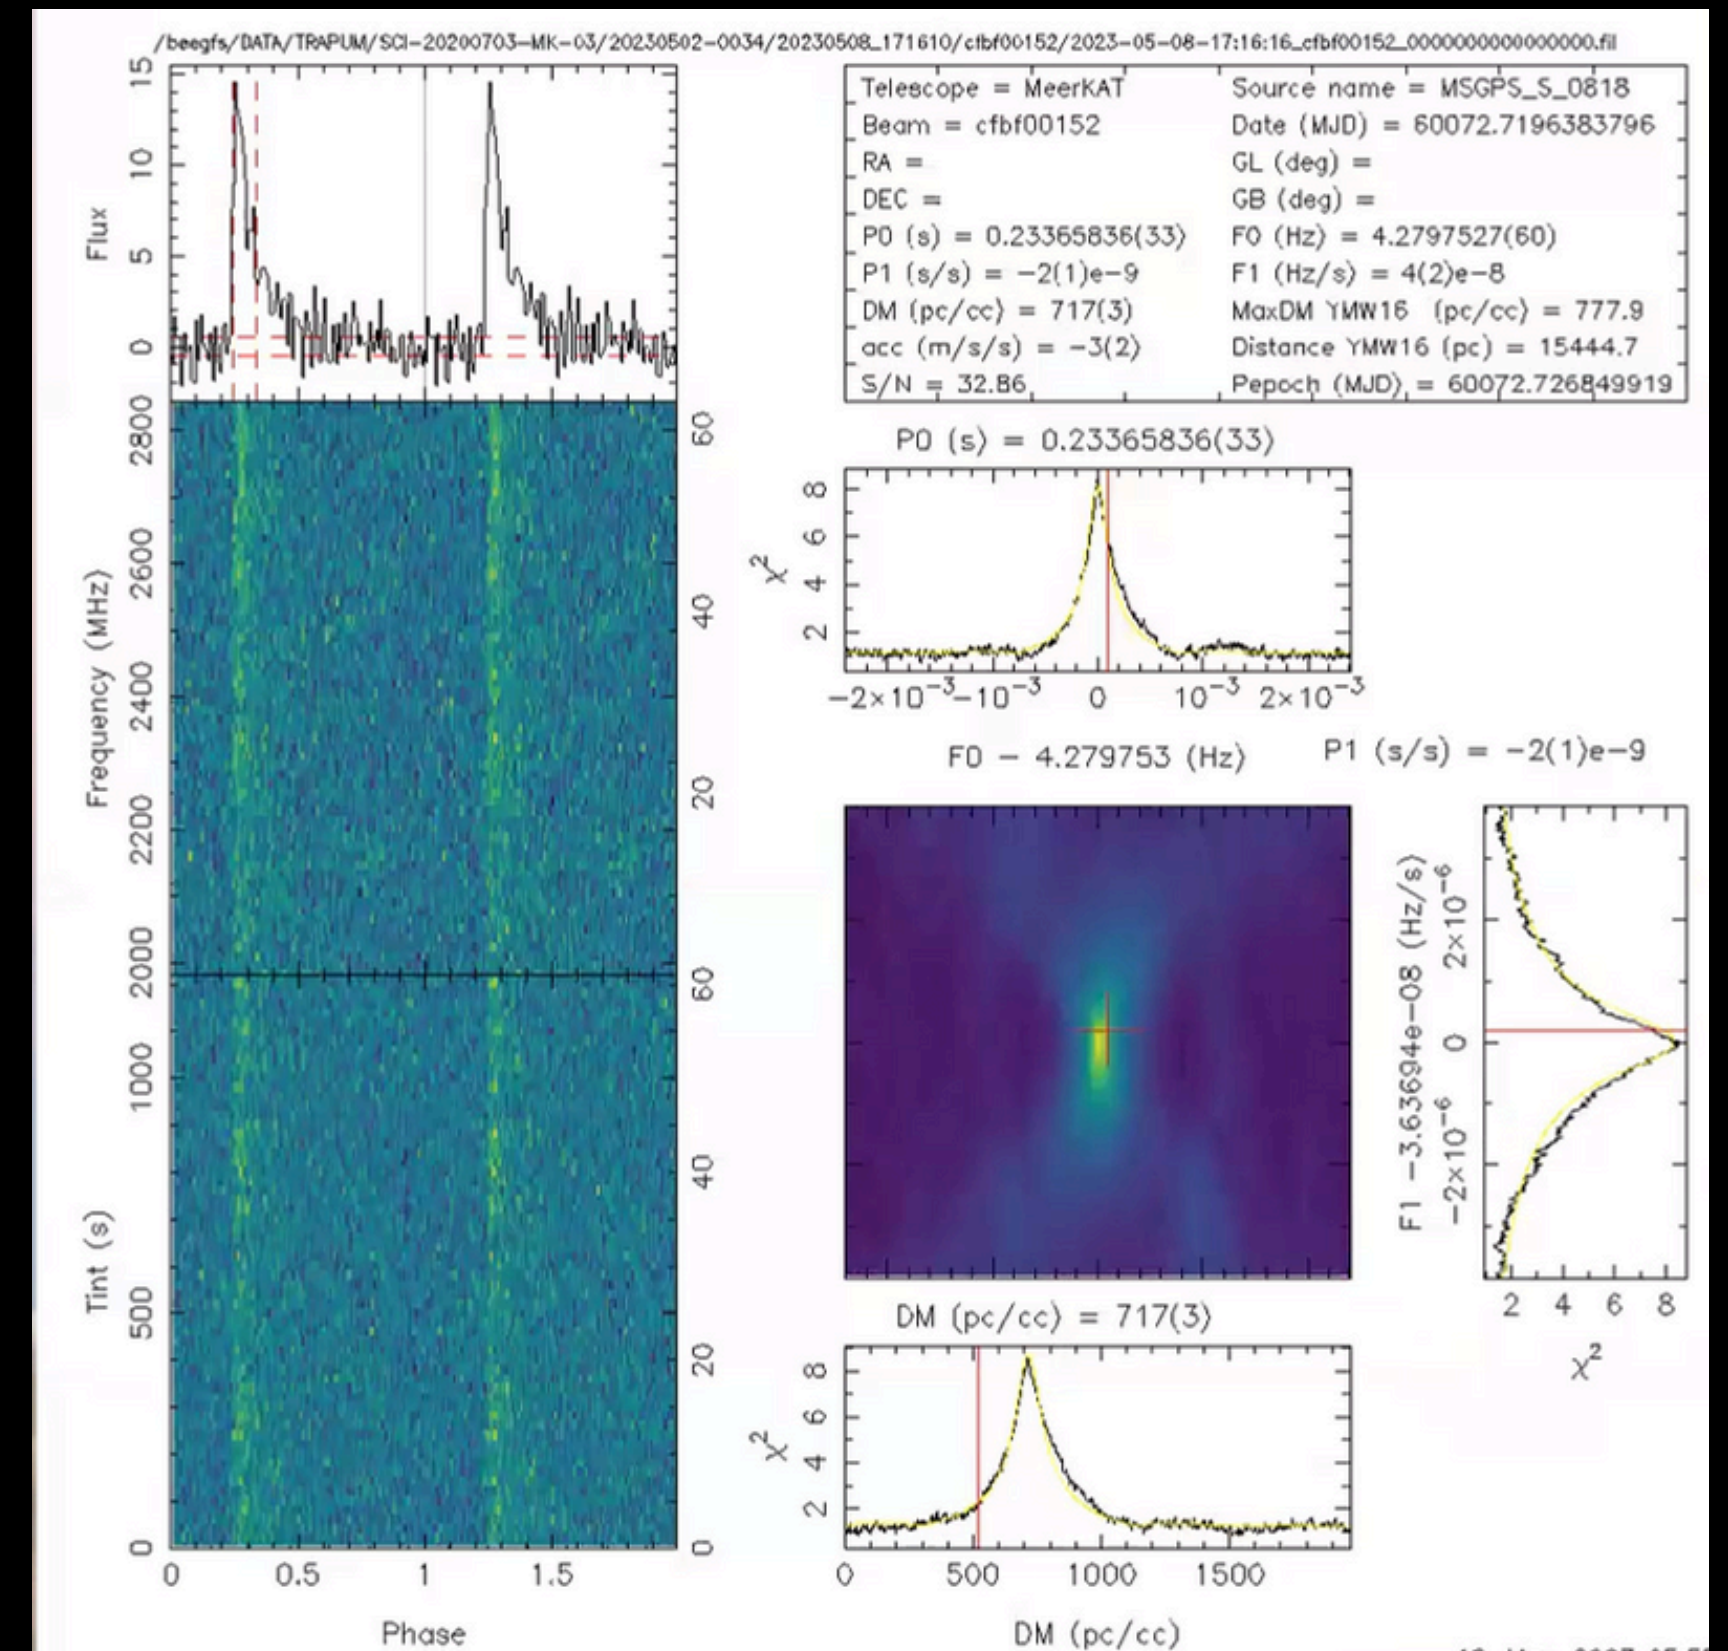 /beegfs/DATA/TRAPUM/SCI-20200703-MK-03/20230502-0034/20230508_171610/cfbf00152/2023-05-08-17:16:16_cfbf00152_0000000000000000.fil
15
10
5
0
Flux
Telescope = MeerKAT
Source name = MSGPS_S_0818
Beam = cfbf00152
Date (MJD) = 60072.7196383796
RA =
GL (deg) =
DEC =
GB (deg) =
P0 (s) = 0.23365836(33)
F0 (Hz) = 4.2797527(60)
P1 (s/s) = -2(1)e-9
F1 (Hz/s) = 4(2)e-8
DM (pc/cc) = 717(3)
MaxDM YMW16 (pc/cc) = 777.9
acc (m/s/s) = -3(2)
Distance YMW16 (pc) = 15444.7
S/N = 32.86
Pepoch (MJD) = 60072.726849919
2800
2600
2400
2200
2000
Frequency (MHz)
60
40
20
0
P0 (s) = 0.23365836(33)
8
6
4
2
χ²
-2×10⁻³
-10⁻³
0
10⁻³
2×10⁻³
F0 - 4.279753 (Hz)
P1 (s/s) = -2(1)e-9
F1 -3.63694e-08 (Hz/s)
2×10⁻⁶
0
-2×10⁻⁶
2 4 6 8
χ²
1000
500
0
Tint (s)
60
40
20
0
0 0.5 1 1.5
Phase
DM (pc/cc) = 717(3)
8
6
4
2
χ²
0 500 1000 1500
DM (pc/cc)